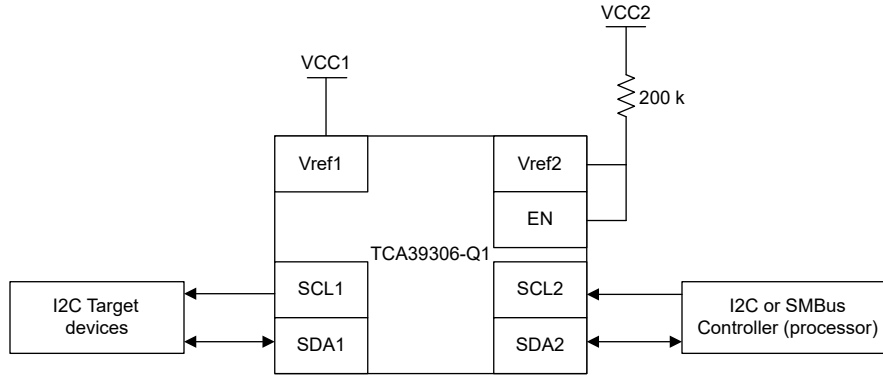 VCC2
VCC1
200 k
Vref1
Vref2
EN
TCA39306-Q1
I2C Target
devices
SCL1
SCL2
I2C or SMBus
Controller (processor)
SDA1
SDA2